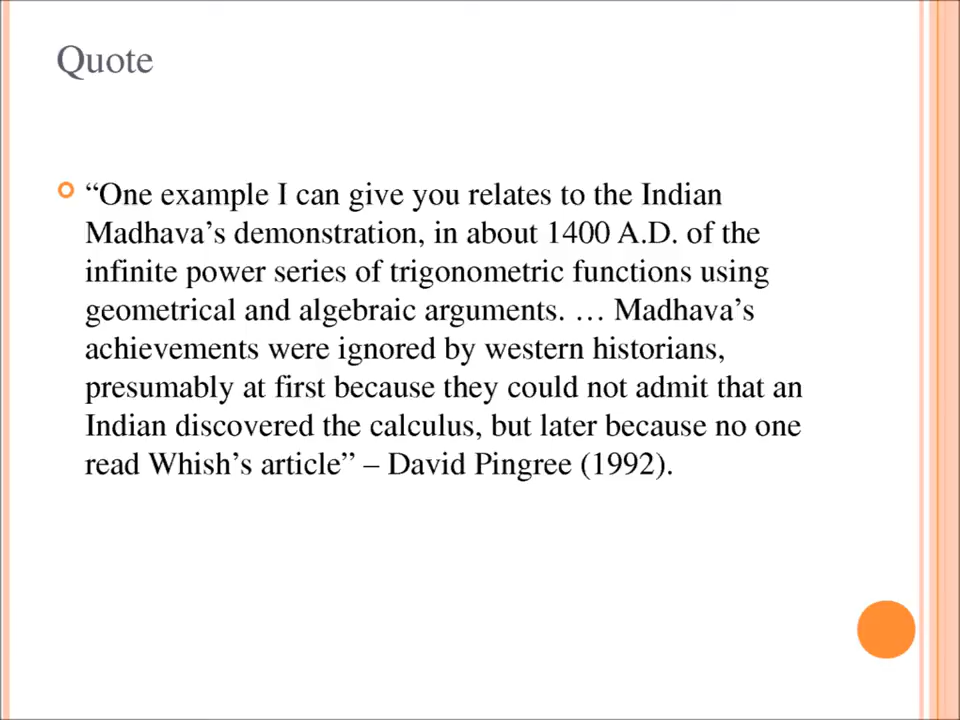 Quote
“One example I can give you relates to the Indian
Madhava’s demonstration, in about 1400 A.D. of the
infinite power series of trigonometric functions using
geometrical and algebraic arguments. … Madhava’s
achievements were ignored by western historians,
presumably at first because they could not admit that an
Indian discovered the calculus, but later because no one
read Whish’s article” – David Pingree (1992).